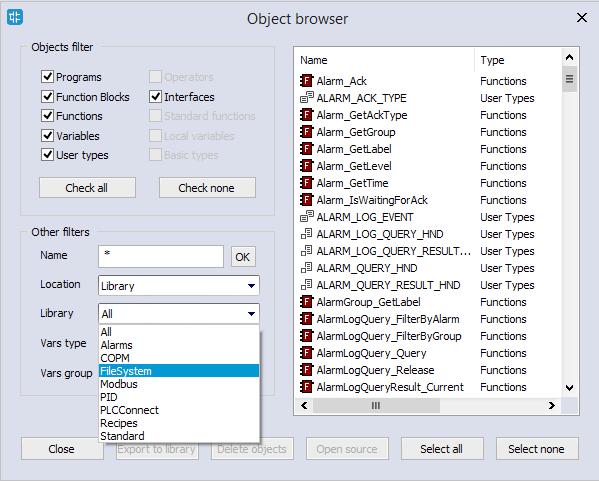 Object browser
Objects filter
Programs
Operators
Function Blocks
Interfaces
Functions
Standard functions
Variables
Local variables
User types
Basic types
Check all
Check none
Other filters
Name
*
OK
Location
Library
Library
All
All
Alarms
COPM
FileSystem
Modbus
PID
PLCConnect
Recipes
Standard
Vars type
Vars group
Name Type
Alarm_Ack Functions
ALARM_ACK_TYPE User Types
Alarm_GetAckType Functions
Alarm_GetGroup Functions
Alarm_GetLabel Functions
Alarm_GetLevel Functions
Alarm_GetTime Functions
Alarm_IsWaitingForAck Functions
ALARM_LOG_EVENT User Types
ALARM_LOG_QUERY_HND User Types
ALARM_LOG_QUERY_RESULT... User Types
ALARM_QUERY_HND User Types
ALARM_QUERY_RESULT_HND User Types
AlarmGroup_GetLabel Functions
AlarmLogQuery_FilterByAlarm Functions
AlarmLogQuery_FilterByGroup Functions
AlarmLogQuery_Query Functions
AlarmLogQuery_Release Functions
AlarmLogQueryResult_Current Functions
Close
Export to library
Delete objects
Open source
Select all
Select none